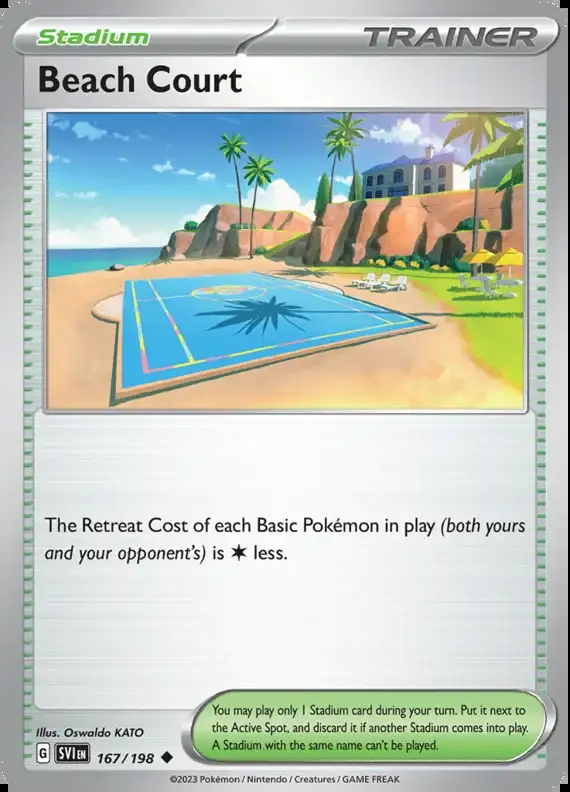 Stadium
TRAINER
Beach Court
The Retreat Cost of each Basic Pokémon in play (both yours
and your opponent's) is ✶ less.
You may play only 1 Stadium card during your turn. Put it next to
the Active Spot, and discard it if another Stadium comes into play.
A Stadium with the same name can't be played.
Illus. Oswaldo KATO
G SVI EN 167/198 ◆
©2023 Pokémon / Nintendo / Creatures / GAME FREAK